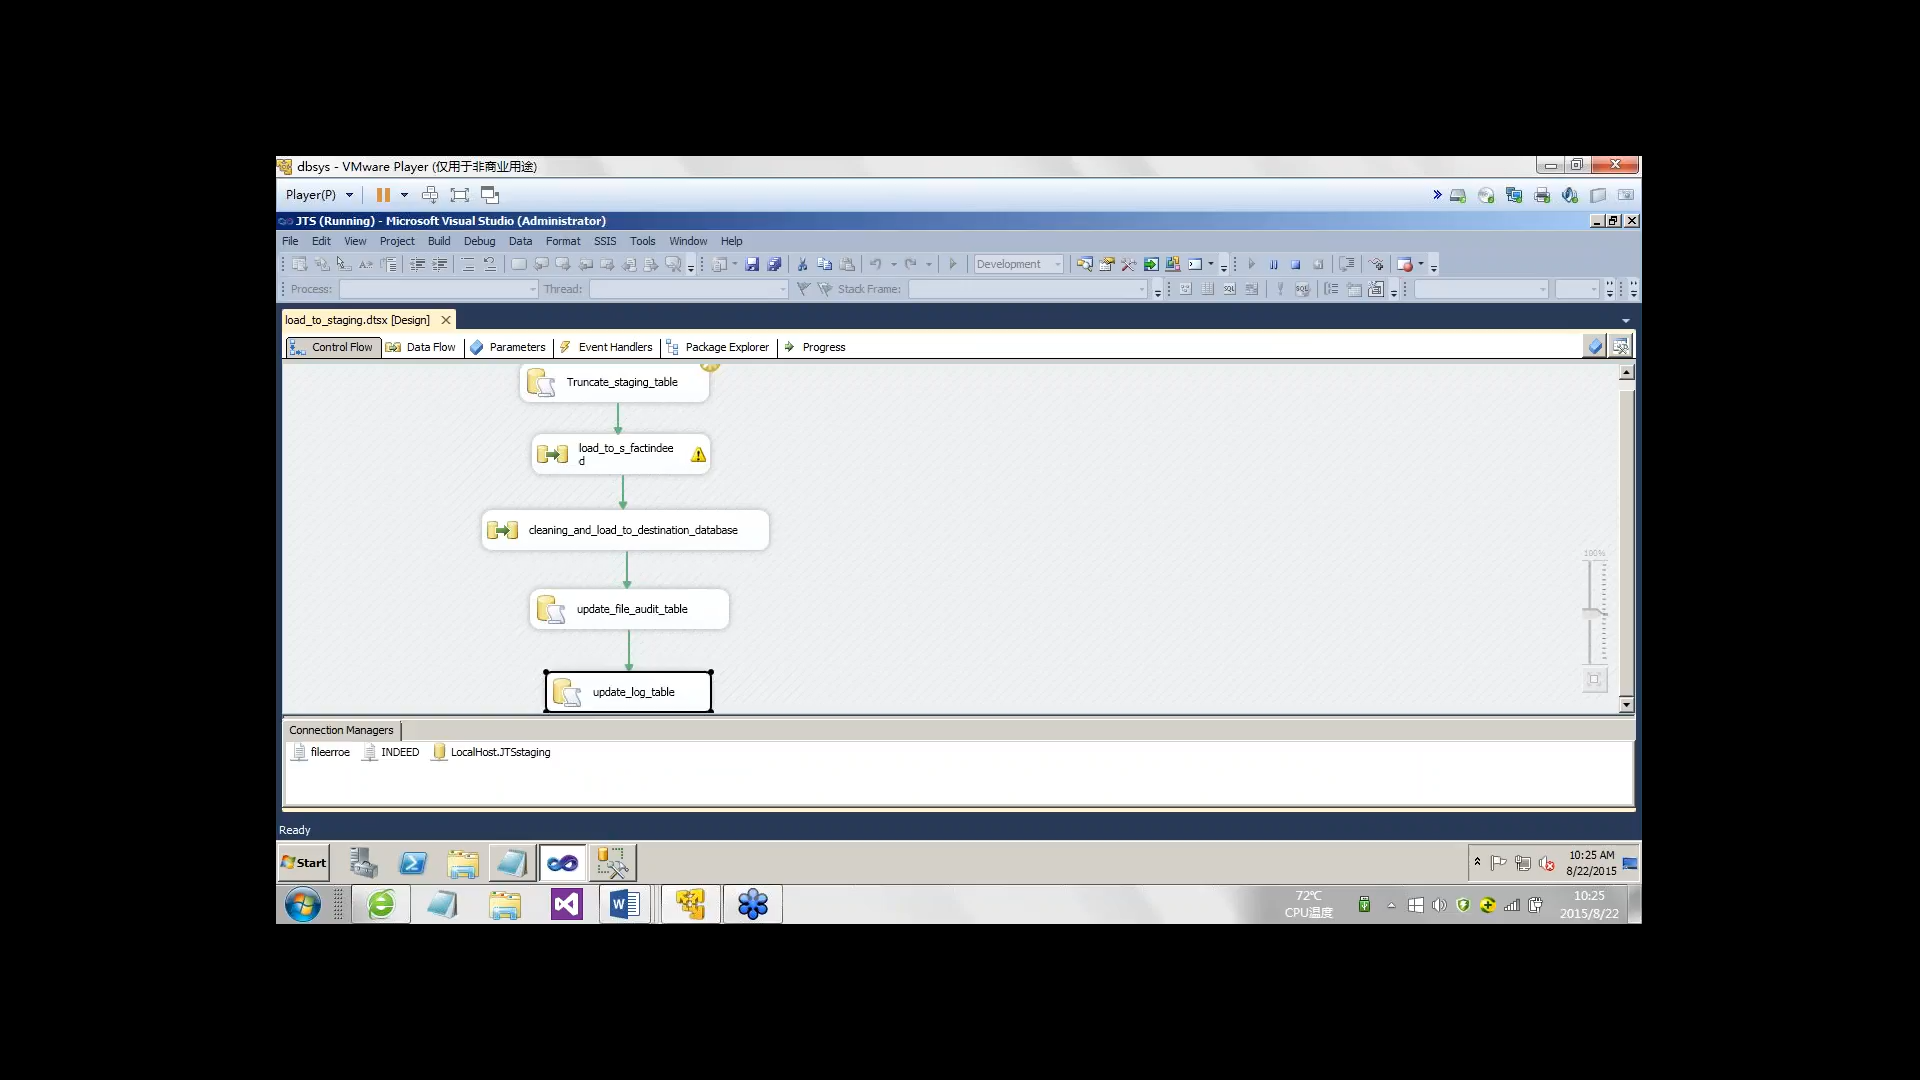 dbsys - VMware Player (仅用于非商业用途)
Player(P)
JTS (Running) - Microsoft Visual Studio (Administrator)
File Edit View Project Build Debug Data Format SSIS Tools Window Help
Development
Process: Thread: Stack Frame:
load_to_staging.dtsx [Design]
Control Flow Data Flow Parameters Event Handlers Package Explorer Progress
Truncate_staging_table
load_to_s_factindee
d
cleaning_and_load_to_destination_database
100%
update_file_audit_table
update_log_table
Connection Managers
fileerroe INDEED LocalHost.JTSstaging
Ready
Start
10:25 AM
8/22/2015
72℃
CPU温度
10:25
2015/8/22